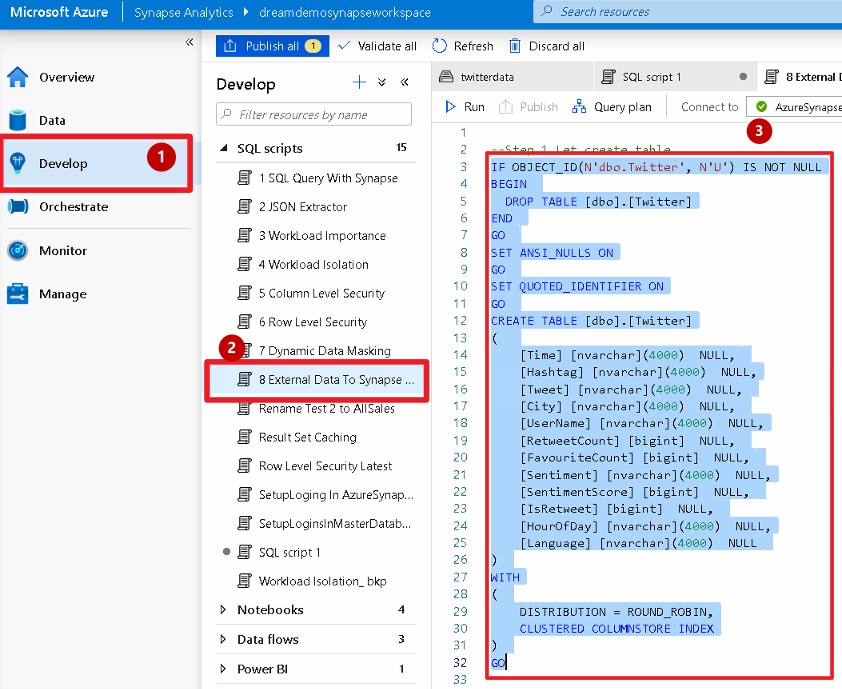 Microsoft Azure | Synapse Analytics ▸ dreamdemosynapseworkspace Search resources
«
Overview
Data
Develop 1
Orchestrate
Monitor
Manage
Publish all 1 Validate all Refresh Discard all
Develop
Filter resources by name
SQL scripts 15
1 SQL Query With Synapse
2 JSON Extractor
3 WorkLoad Importance
4 Workload Isolation
5 Column Level Security
6 Row Level Security
2 7 Dynamic Data Masking
8 External Data To Synapse ...
Rename Test 2 to AllSales
Result Set Caching
Row Level Security Latest
SetupLoging In AzureSynap...
SetupLoginsInMasterDatab...
SQL script 1
Workload Isolation_ bkp
Notebooks 4
Data flows 3
Power BI 1
twitterdata SQL script 1 8 External D
Run Publish Query plan Connect to AzureSynapse
3
1
2 --Step 1 Let create table
3 IF OBJECT_ID(N'dbo.Twitter', N'U') IS NOT NULL
4 BEGIN
5 DROP TABLE [dbo].[Twitter]
6 END
7 GO
8 SET ANSI_NULLS ON
9 GO
10 SET QUOTED_IDENTIFIER ON
11 GO
12 CREATE TABLE [dbo].[Twitter]
13 (
14 [Time] [nvarchar](4000) NULL,
15 [Hashtag] [nvarchar](4000) NULL,
16 [Tweet] [nvarchar](4000) NULL,
17 [City] [nvarchar](4000) NULL,
18 [UserName] [nvarchar](4000) NULL,
19 [RetweetCount] [bigint] NULL,
20 [FavouriteCount] [bigint] NULL,
21 [Sentiment] [nvarchar](4000) NULL,
22 [SentimentScore] [bigint] NULL,
23 [IsRetweet] [bigint] NULL,
24 [HourOfDay] [nvarchar](4000) NULL,
25 [Language] [nvarchar](4000) NULL
26 )
27 WITH
28 (
29 DISTRIBUTION = ROUND_ROBIN,
30 CLUSTERED COLUMNSTORE INDEX
31 )
32 GO
33